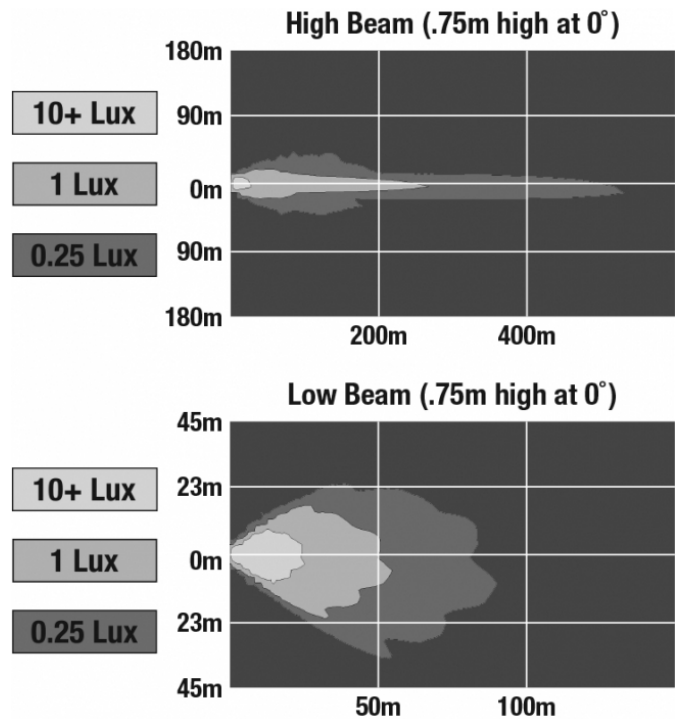 High Beam (.75m high at 0°)
180m
10+ Lux
90m
1 Lux
0m
0.25 Lux
90m
180m
200m
400m
Low Beam (.75m high at 0°)
45m
10+ Lux
23m
1 Lux
0m
0.25 Lux
23m
45m
50m
100m